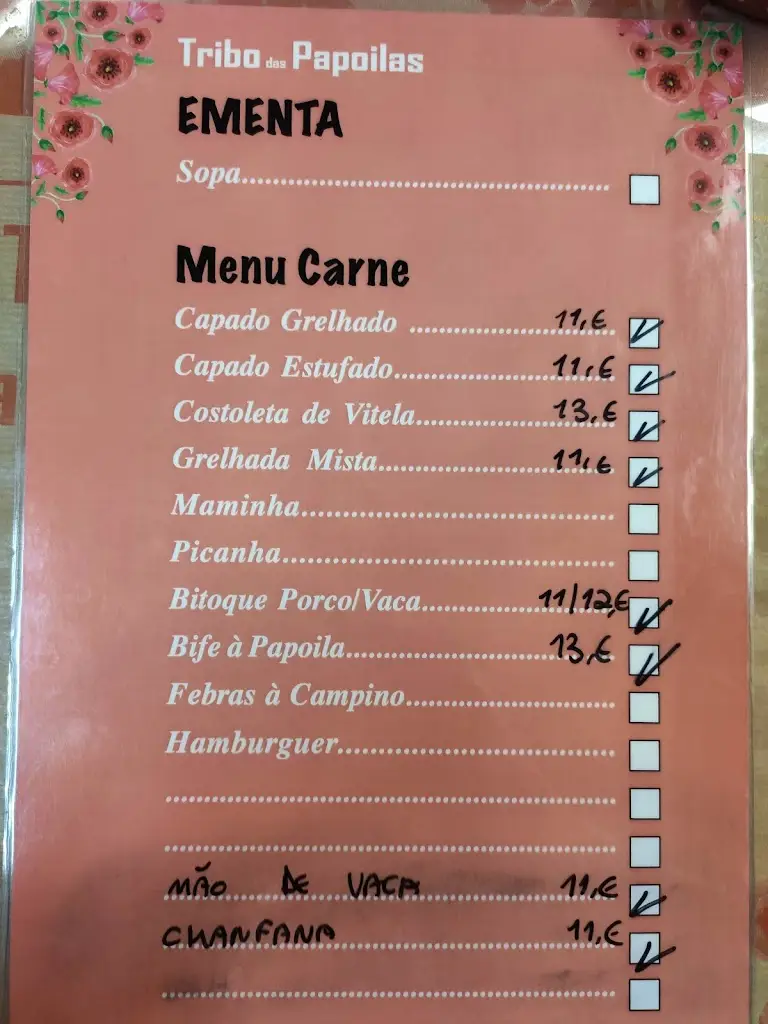 Tribo das Papoilas
EMENTA
Sopa
Menu Carne
Capado Grelhado 11,€
Capado Estufado 11,€
Costoleta de Vitela 13,€
Grelhada Mista 11,€
Maminha
Picanha
Bitoque Porco/Vaca 11/12,€
Bife à Papoila 13,€
Febras à Campino
Hamburguer
MÃO DE VACA 11,€
CHANFANA 11,€